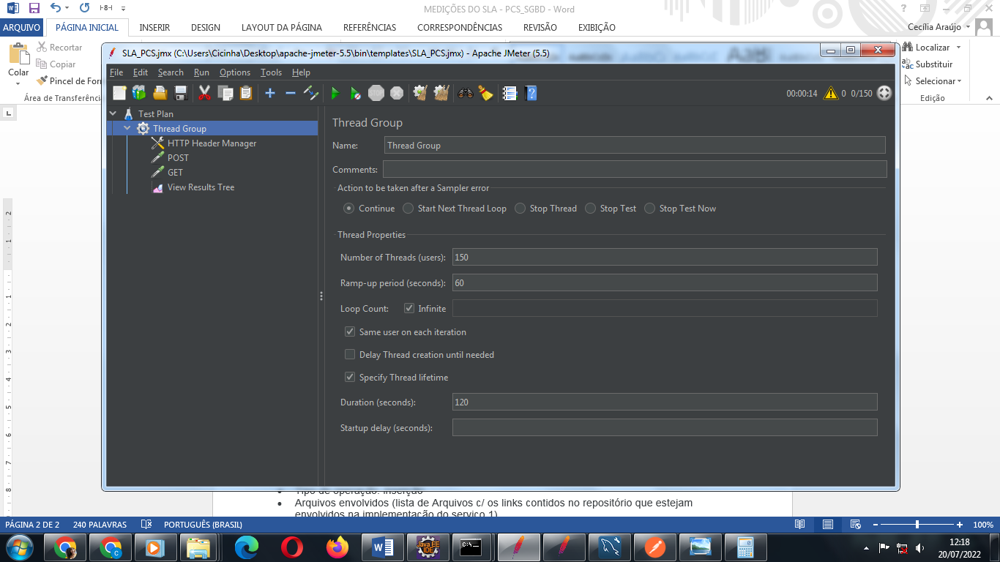 MEDIÇÕES DO SLA - PCS_SGBD - Word
ARQUIVO PÁGINA INICIAL INSERIR DESIGN LAYOUT DA PÁGINA REFERÊNCIAS CORRESPONDÊNCIAS REVISÃO EXIBIÇÃO Cecília Araújo
Recortar
Copiar
Colar
Pincel de For
Área de Transferênci
Localizar
Substituir
Selecionar
Edição
SLA_PCS.jmx (C:\Users\Cicinha\Desktop\apache-jmeter-5.5\bin\templates\SLA_PCS.jmx) - Apache JMeter (5.5)
File Edit Search Run Options Tools Help
00:00:14 0 0/150
Test Plan
Thread Group
HTTP Header Manager
POST
GET
View Results Tree
Thread Group
Name: Thread Group
Comments:
Action to be taken after a Sampler error
Continue Start Next Thread Loop Stop Thread Stop Test Stop Test Now
Thread Properties
Number of Threads (users): 150
Ramp-up period (seconds): 60
Loop Count: Infinite
Same user on each iteration
Delay Thread creation until needed
Specify Thread lifetime
Duration (seconds): 120
Startup delay (seconds):
Tipo de operação: Inserção
Arquivos envolvidos (lista de Arquivos c/ os links contidos no repositório que estejam
envolvidos na implementação do serviço 1)
PÁGINA 2 DE 2 240 PALAVRAS PORTUGUÊS (BRASIL) 100%
12:18
20/07/2022